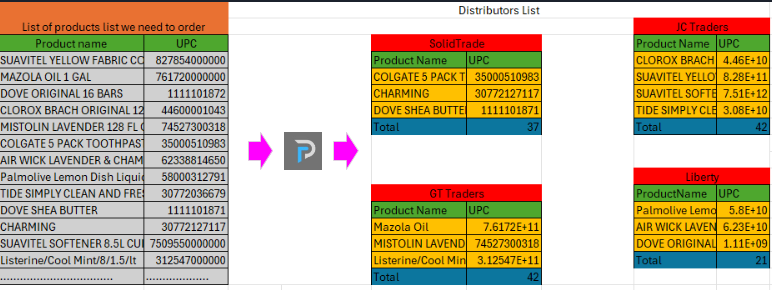 Distributors List
List of products list we need to order
Product name UPC
SUAVITEL YELLOW FABRIC CC 827854000000
MAZOLA OIL 1 GAL 761720000000
DOVE ORIGINAL 16 BARS 1111101872
CLOROX BRACH ORIGINAL 12 44600001043
MISTOLIN LAVENDER 128 FL 74527300318
COLGATE 5 PACK TOOTHPAST 35000510983
AIR WICK LAVENDER & CHAM 62338814650
Palmolive Lemon Dish Liqui 58000312791
TIDE SIMPLY CLEAN AND FRE 30772036679
DOVE SHEA BUTTER 1111101871
CHARMING 30772127117
SUAVITEL SOFTENER 8.5L CU 7509550000000
Listerine/Cool Mint/8/1.5/lt 312547000000
SolidTrade
Product Name UPC
COLGATE 5 PACK T 35000510983
CHARMING 30772127117
DOVE SHEA BUTTE 1111101871
Total 37
GT Traders
Product Name UPC
Mazola Oil 7.6172E+11
MISTOLIN LAVEND 74527300318
Listerine/Cool Min 3.12547E+11
Total 42
JC Traders
Product Name UPC
CLOROX BRACH 4.46E+10
SUAVITEL YELLO 8.28E+11
SUAVITEL SOFTE 7.51E+12
TIDE SIMPLY CLE 3.08E+10
Total 42
Liberty
ProductName UPC
Palmolive Lemo 5.8E+10
AIR WICK LAVEN 6.23E+10
DOVE ORIGINAL 1.11E+09
Total 21